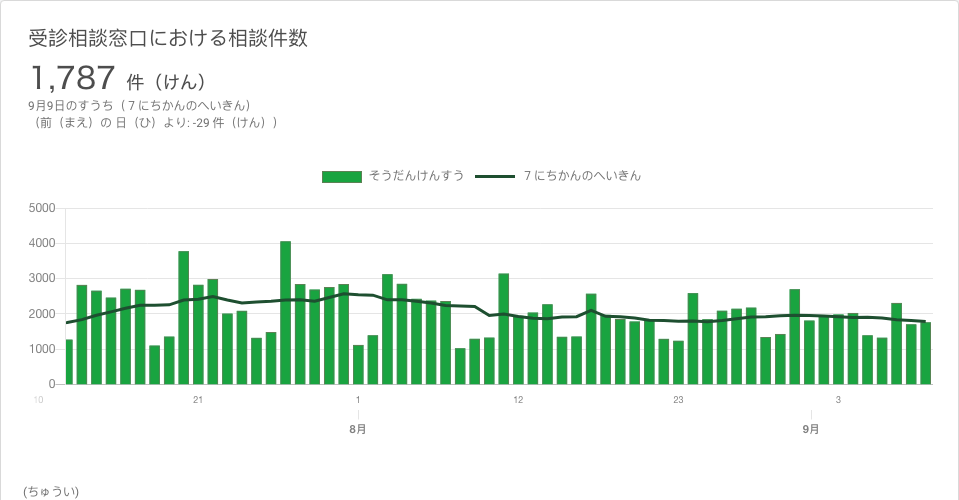 受診相談窓口における相談件数
1,787 件（けん）
9月9日のすうち（７にちかんのへいきん）
（前（まえ）の 日（ひ）より: -29 件（けん））
そうだんけんすう ７にちかんのへいきん
5000
4000
3000
2000
1000
0
10 21 1 12 23 3
8月 9月
(ちゅうい)